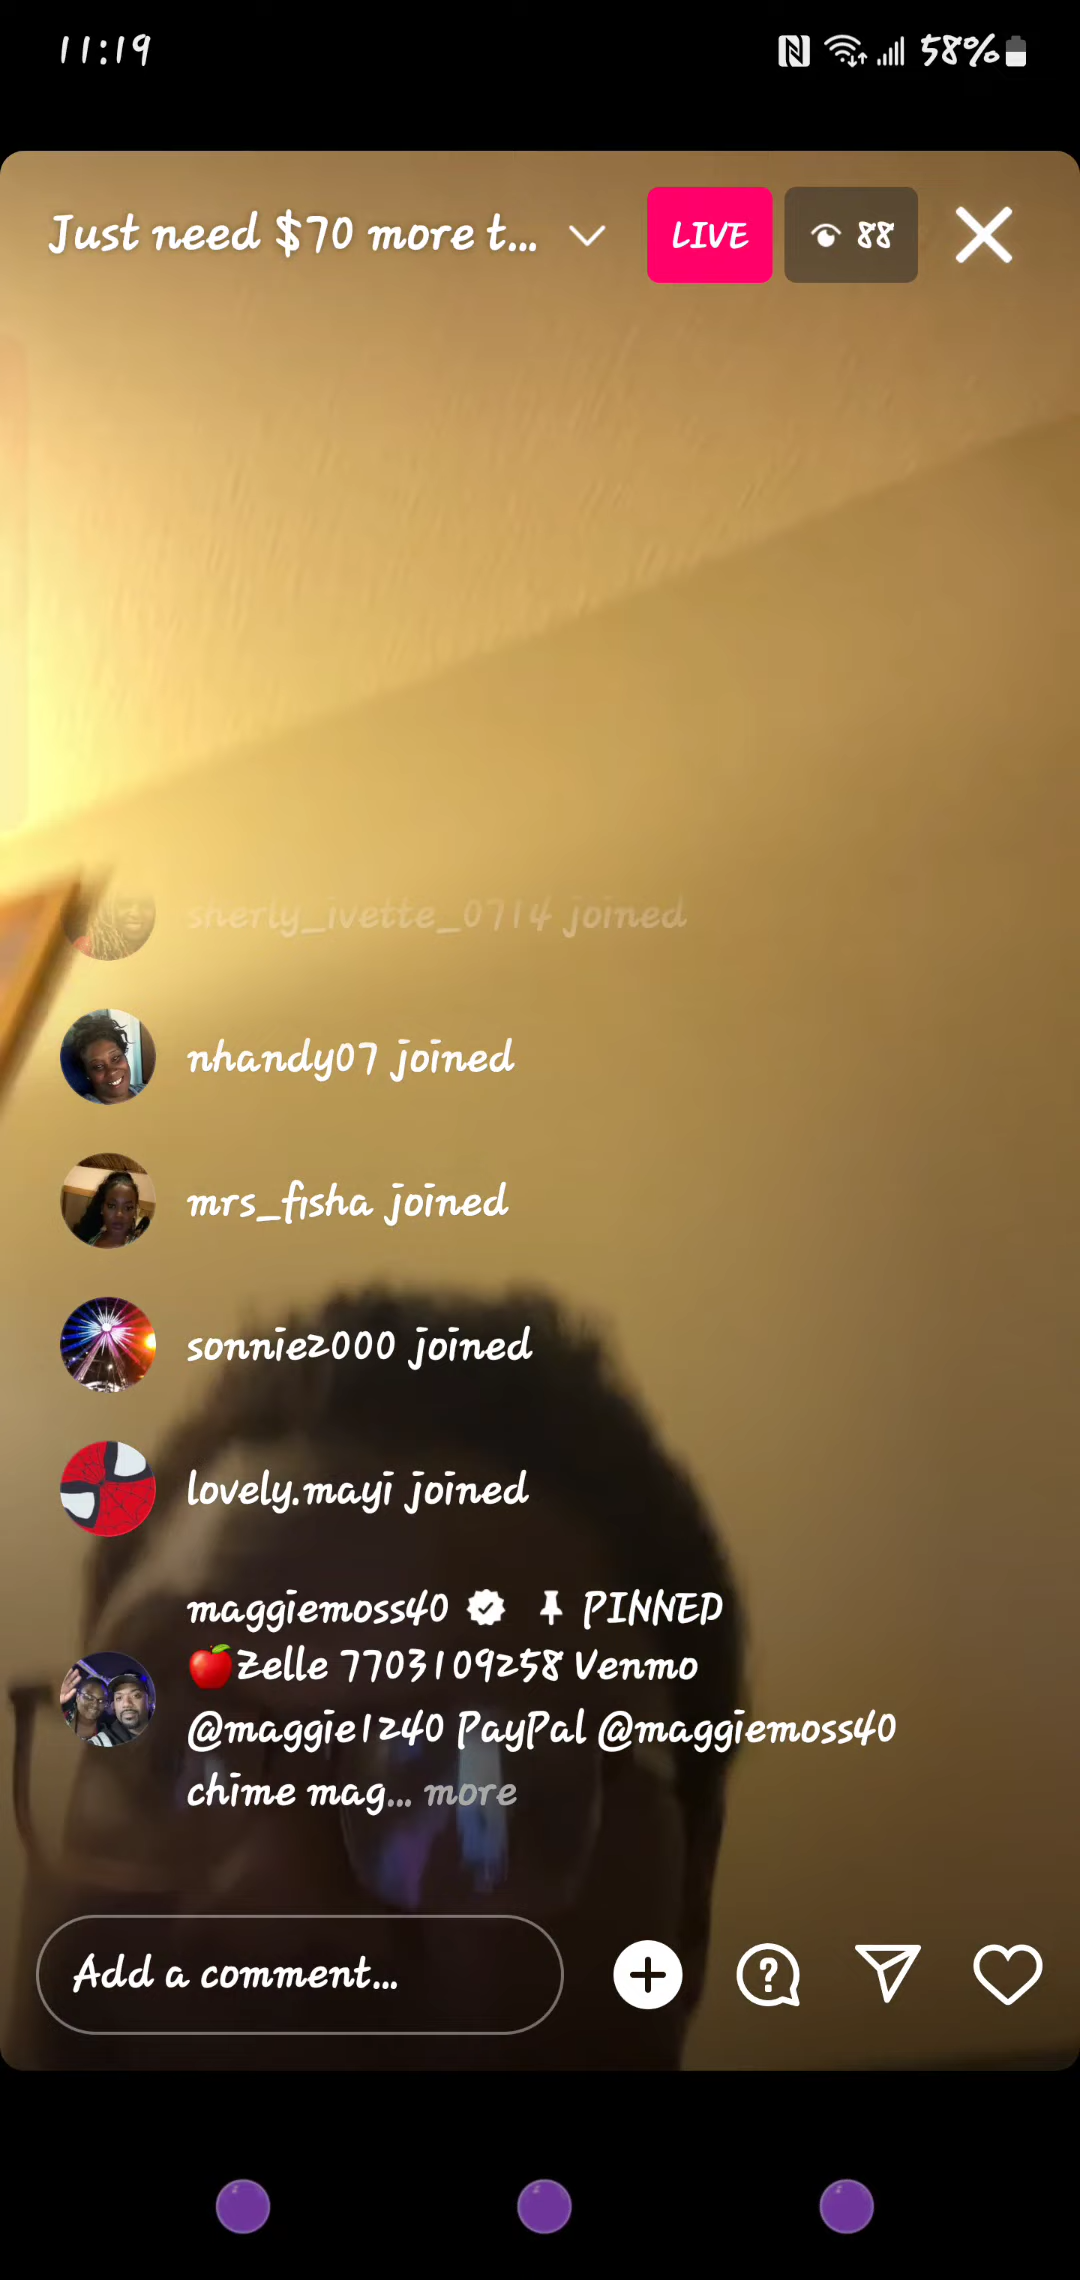 11:19
58%
Just need $70 more t...
LIVE
88
sherly_ivette_0714 joined
nhandy07 joined
mrs_fisha joined
sonnie2000 joined
lovely.mayi joined
maggiemoss40 PINNED
🍎Zelle 7703109258 Venmo
@maggie1240 PayPal @maggiemoss40
chime mag... more
Add a comment...